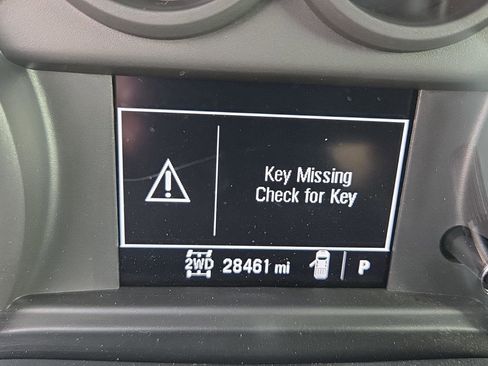 Key Missing
Check for Key
2WD 28461 mi P